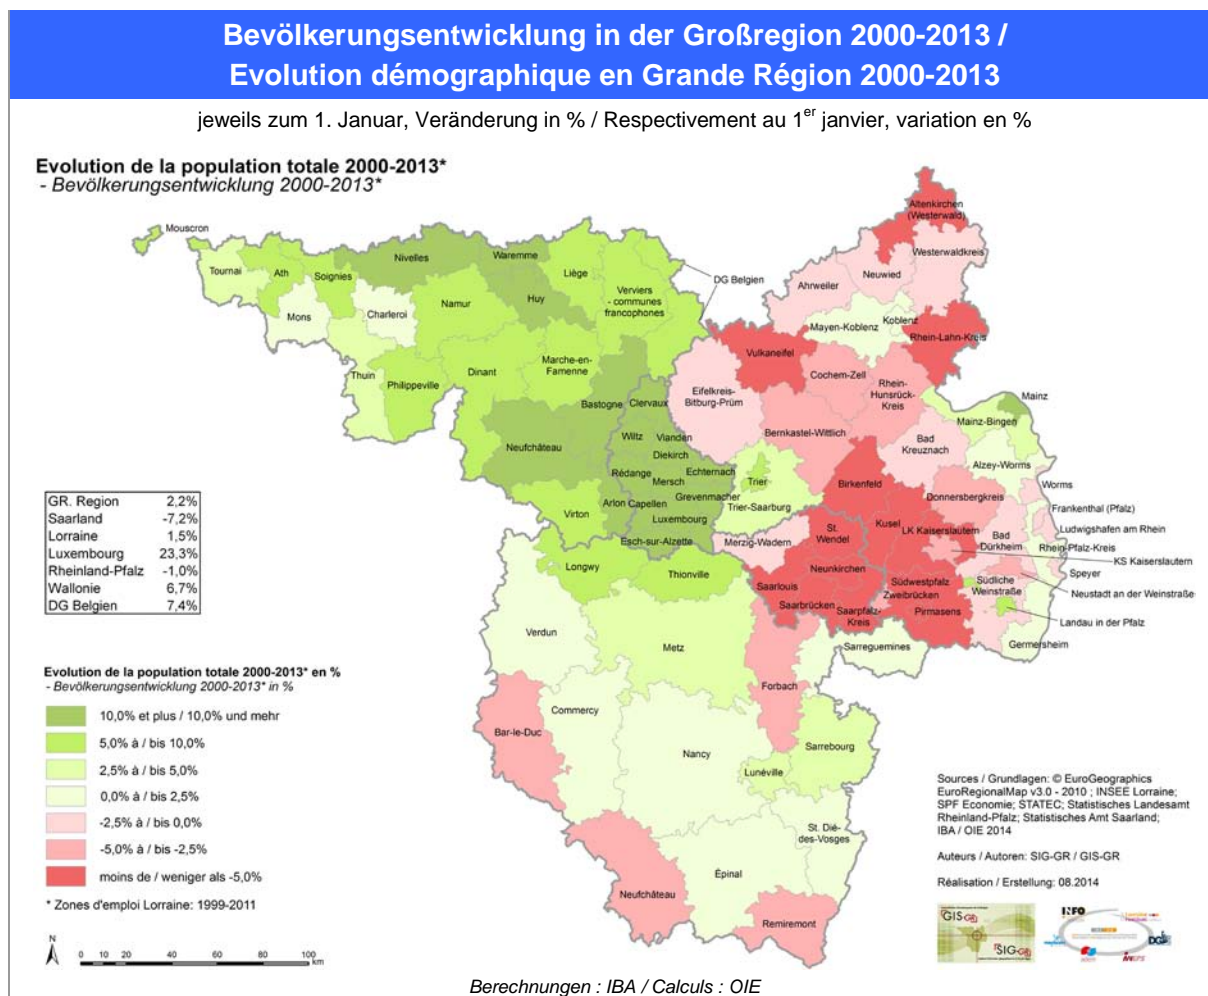 Bevölkerungsentwicklung in der Großregion 2000-2013 /
Evolution démographique en Grande Région 2000-2013
jeweils zum 1. Januar, Veränderung in % / Respectivement au 1er janvier, variation en %
Evolution de la population totale 2000-2013*
- Bevölkerungsentwicklung 2000-2013*
Mouscron
Tournai
Ath
Soignies
Nivelles
Waremme
Liège
Verviers
- communes
francophones
DG Belgien
Huy
Namur
Mons
Charleroi
Thuin
Philippeville
Dinant
Marche-en-
Famenne
Bastogne
Neufchâteau
Virton
Arlon
Clervaux
Wiltz
Vianden
Diekirch
Rédange
Echternach
Mersch
Grevenmacher
Capellen
Luxembourg
Esch-sur-Alzette
Altenkirchen
(Westerwald)
Westerwaldkreis
Neuwied
Ahrweiler
Mayen-Koblenz
Koblenz
Rhein-Lahn-Kreis
Vulkaneifel
Cochem-Zell
Rhein-
Hunsrück-
Kreis
Eifelkreis-
Bitburg-Prüm
Bernkastel-Wittlich
Mainz
Mainz-Bingen
Bad
Kreuznach
Alzey-Worms
Worms
Trier
Trier-Saarburg
Birkenfeld
Donnersbergkreis
Frankenthal (Pfalz)
Ludwigshafen am Rhein
Kusel
LK Kaiserslautern
Bad
Dürkheim
Rhein-Pfalz-Kreis
KS Kaiserslautern
Speyer
Neustadt an der Weinstraße
Südliche
Weinstraße
Landau in der Pfalz
Germersheim
Merzig-Wadern
St.
Wendel
Neunkirchen
Saarlouis
Saarbrücken
Saarpfalz-
Kreis
Südwestpfalz
Zweibrücken
Pirmasens
Longwy
Thionville
Verdun
Metz
Sarreguemines
Forbach
Bar-le-Duc
Commercy
Nancy
Sarrebourg
Lunéville
St. Dié-
des-Vosges
Épinal
Neufchâteau
Remiremont
GR. Region 2,2%
Saarland -7,2%
Lorraine 1,5%
Luxembourg 23,3%
Rheinland-Pfalz -1,0%
Wallonie 6,7%
DG Belgien 7,4%
Evolution de la population totale 2000-2013* en %
- Bevölkerungsentwicklung 2000-2013* in %
10,0% et plus / 10,0% und mehr
5,0% à / bis 10,0%
2,5% à / bis 5,0%
0,0% à / bis 2,5%
-2,5% à / bis 0,0%
-5,0% à / bis -2,5%
moins de / weniger als -5,0%
* Zones d'emploi Lorraine: 1999-2011
N
0 10 20 40 60 80 100
km
Sources / Grundlagen: © EuroGeographics
EuroRegionalMap v3.0 - 2010 ; INSEE Lorraine;
SPF Economie; STATEC; Statistisches Landesamt
Rheinland-Pfalz; Statistisches Amt Saarland;
IBA / OIE 2014
Auteurs / Autoren: SIG-GR / GIS-GR
Réalisation / Erstellung: 08.2014
GIS-GR
SIG-GR
INFO
DG
Berechnungen : IBA / Calculs : OIE